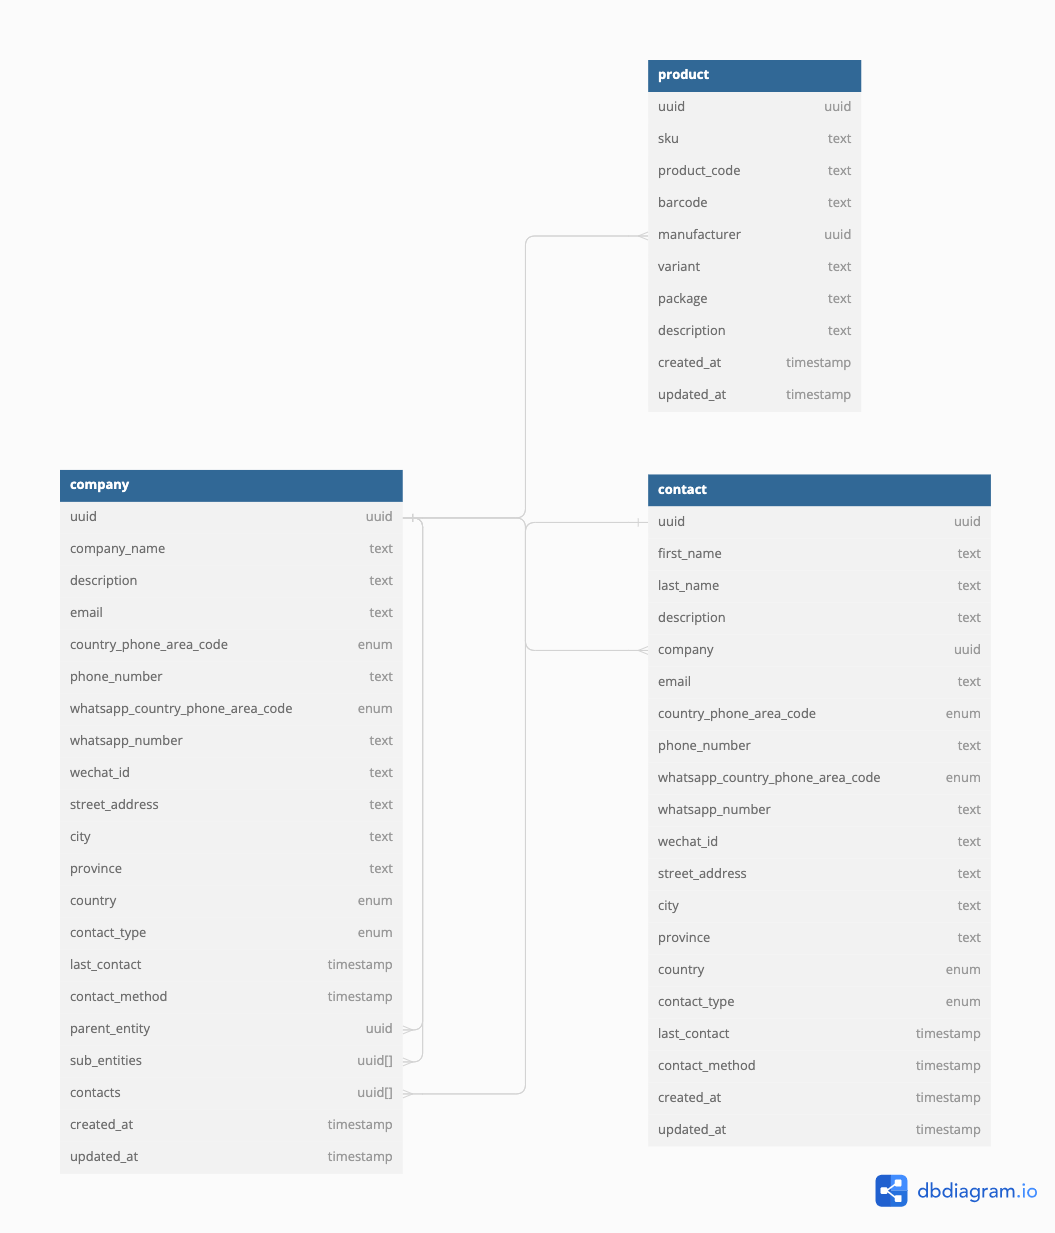 product
uuid uuid
sku text
product_code text
barcode text
manufacturer uuid
variant text
package text
description text
created_at timestamp
updated_at timestamp
company
uuid uuid
company_name text
description text
email text
country_phone_area_code enum
phone_number text
whatsapp_country_phone_area_code enum
whatsapp_number text
wechat_id text
street_address text
city text
province text
country enum
contact_type enum
last_contact timestamp
contact_method timestamp
parent_entity uuid
sub_entities uuid[]
contacts uuid[]
created_at timestamp
updated_at timestamp
contact
uuid uuid
first_name text
last_name text
description text
company uuid
email text
country_phone_area_code enum
phone_number text
whatsapp_country_phone_area_code enum
whatsapp_number text
wechat_id text
street_address text
city text
province text
country enum
contact_type enum
last_contact timestamp
contact_method timestamp
created_at timestamp
updated_at timestamp
dbdiagram.io